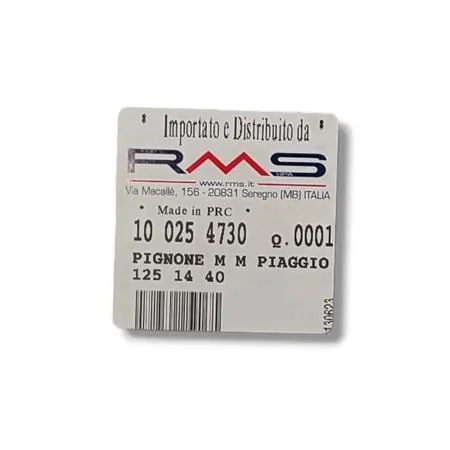 Importato e Distribuito da
RMS
www.rms.it
Via Macallè, 156 - 20831 Seregno (MB) ITALIA
* Made in PRC *
10 025 4730 Q.0001
PIGNONE M M PIAGGIO
125 14 40
130623